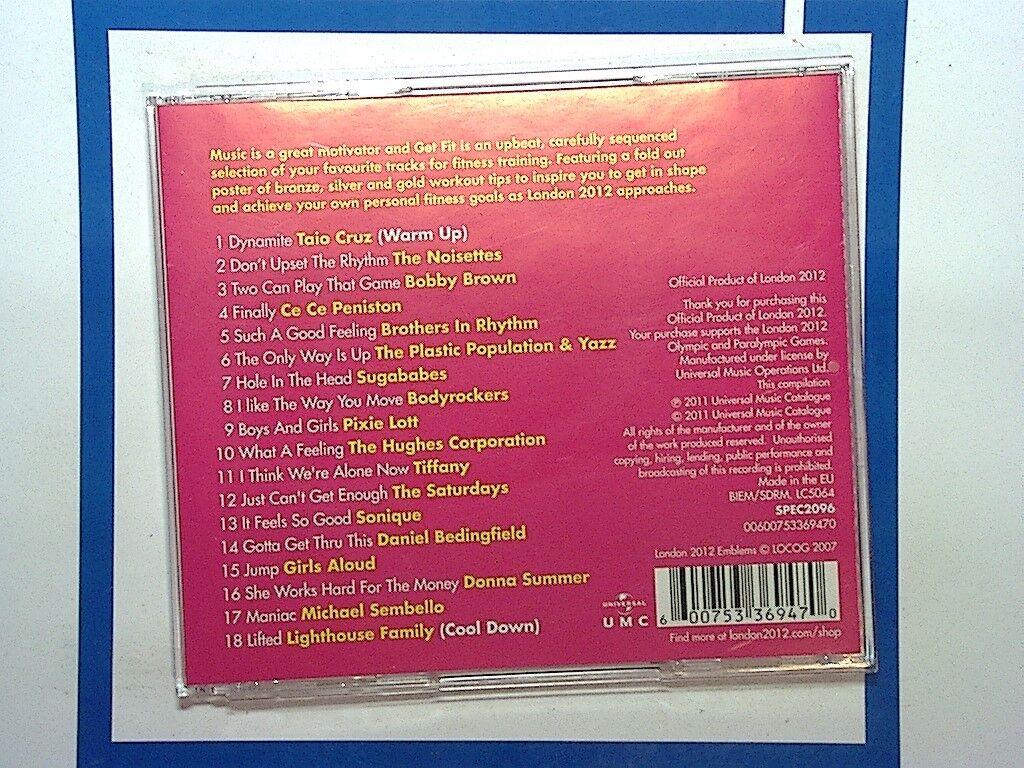 Music is a great motivator and Get Fit is an upbeat, carefully sequenced
selection of your favourite tracks for fitness training. Featuring a fold out
poster of bronze, silver and gold workout tips to inspire you to get in shape
and achieve your own personal fitness goals as London 2012 approaches.
1 Dynamite Taio Cruz (Warm Up)
2 Don't Upset The Rhythm The Noisettes
3 Two Can Play That Game Bobby Brown
4 Finally Ce Ce Peniston
5 Such A Good Feeling Brothers In Rhythm
6 The Only Way Is Up The Plastic Population & Yazz
7 Hole In The Head Sugababes
8 I like The Way You Move Bodyrockers
9 Boys And Girls Pixie Lott
10 What A Feeling The Hughes Corporation
11 I Think We're Alone Now Tiffany
12 Just Can't Get Enough The Saturdays
13 It Feels So Good Sonique
14 Gotta Get Thru This Daniel Bedingfield
15 Jump Girls Aloud
16 She Works Hard For The Money Donna Summer
17 Maniac Michael Sembello
18 Lifted Lighthouse Family (Cool Down)
Official Product of London 2012
Thank you for purchasing this
Official Product of London 2012.
Your purchase supports the London 2012
Olympic and Paralympic Games.
Manufactured under license by
Universal Music Operations Ltd.
This compilation
℗ 2011 Universal Music Catalogue
© 2011 Universal Music Catalogue
All rights of the manufacturer and of the owner
of the work produced reserved. Unauthorised
copying, hiring, lending, public performance and
broadcasting of this recording is prohibited.
Made in the EU
BIEM/SDRM. LC5064
SPEC2096
00600753369470
London 2012 Emblems © LOCOG 2007
UNIVERSAL
UMC
6 00753 36947 0
Find more at london2012.com/shop